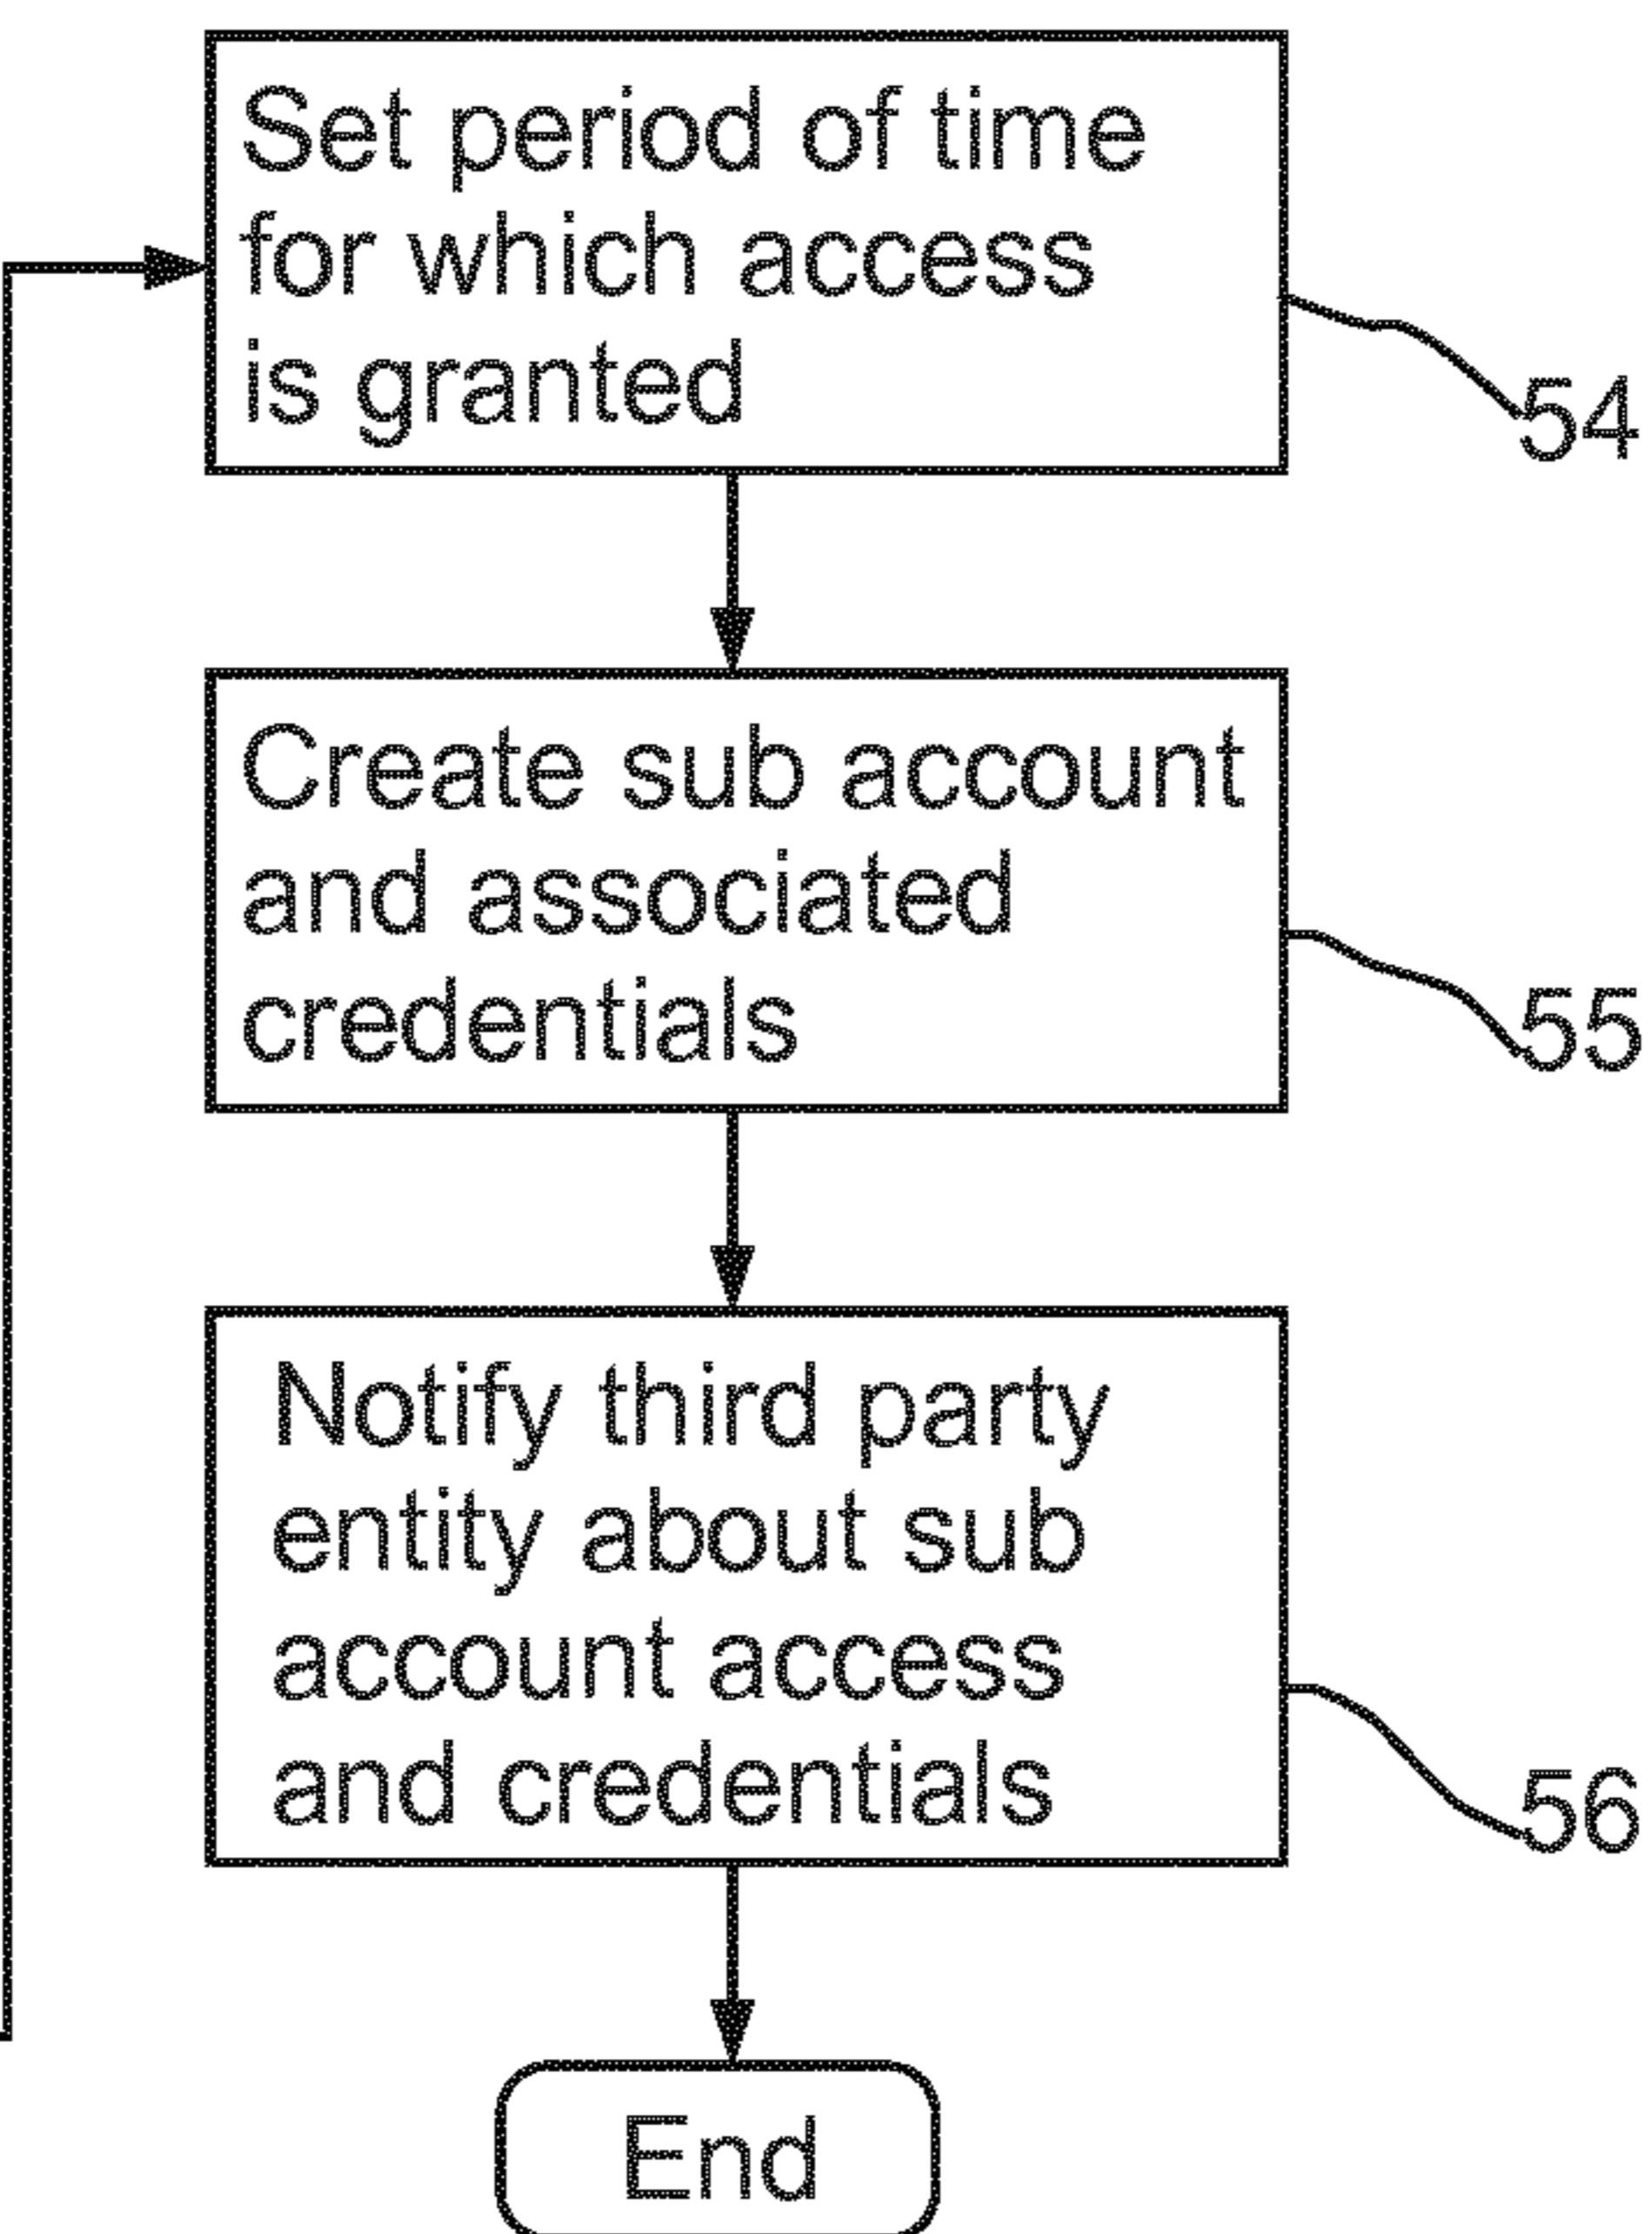 Set period of time
for which access
is granted
54
Create sub account
and associated
credentials
55
Notify third party
entity about sub
account access
and credentials
56
End